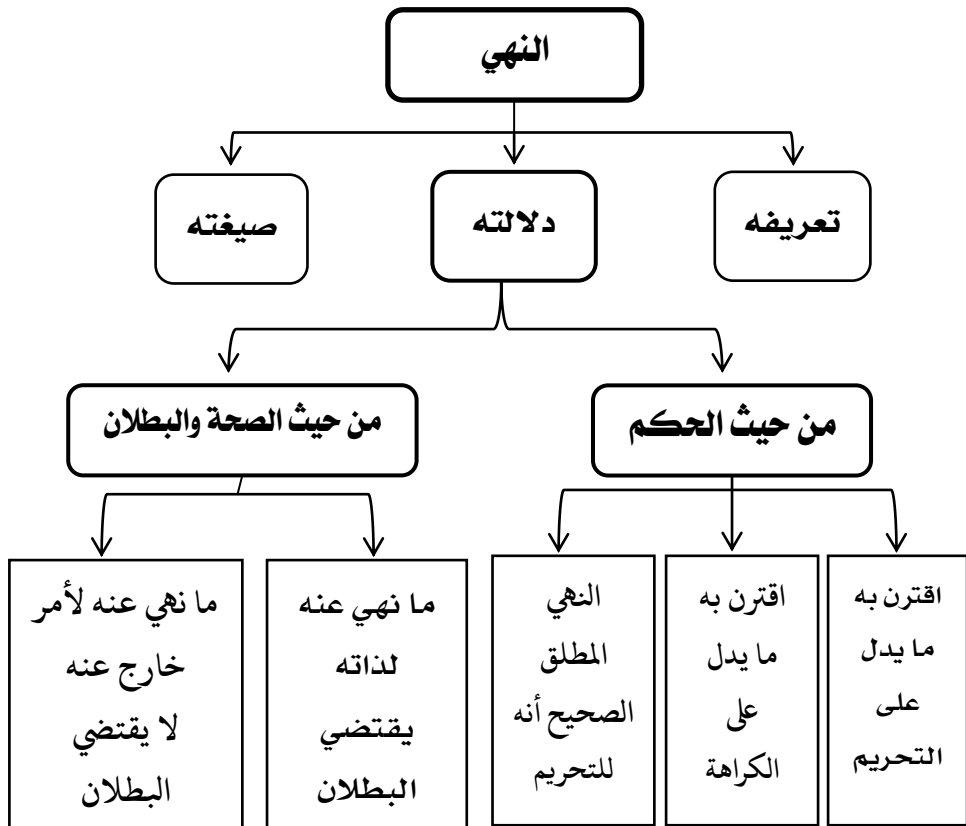 النهي
تعريفه
دلالته
صيغته
من حيث الحكم
من حيث الصحة والبطلان
اقترن به
ما يدل
على
التحريم
اقترن به
ما يدل
على
الكراهة
النهي
المطلق
الصحيح أنه
للتحريم
ما نهي عنه
لذاته
يقتضي
البطلان
ما نهي عنه لأمر
خارج عنه
لا يقتضي
البطلان